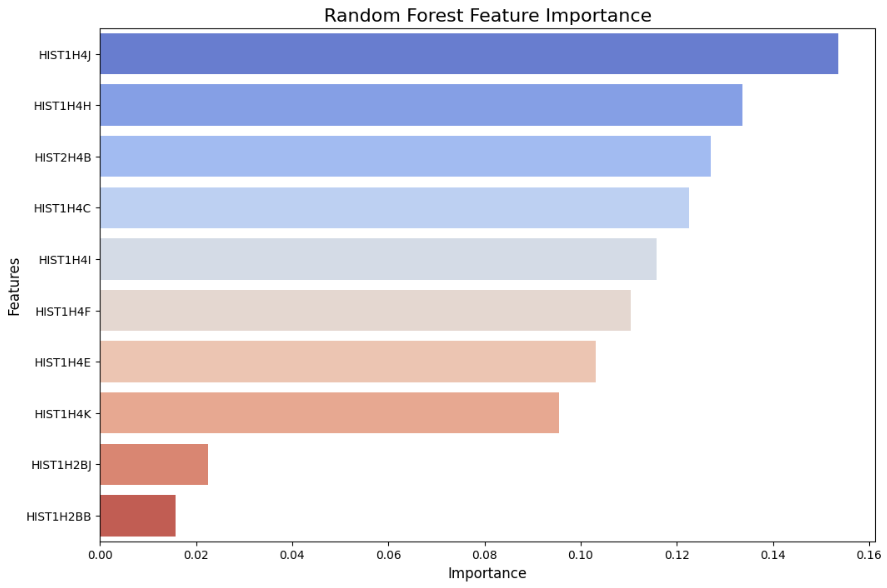 Random Forest Feature Importance
Features
HIST1H4J
HIST1H4H
HIST2H4B
HIST1H4C
HIST1H4I
HIST1H4F
HIST1H4E
HIST1H4K
HIST1H2BJ
HIST1H2BB
0.00 0.02 0.04 0.06 0.08 0.10 0.12 0.14 0.16
Importance